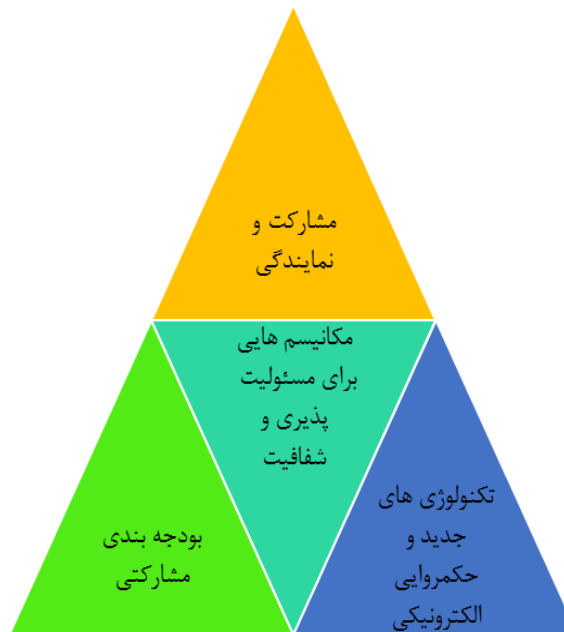 مشارکت و
نمایندگی
مکانیسم هایی
برای مسئولیت
پذیری و
شفافیت
تکنولوژی های
جدید و
حکمروایی
الکترونیکی
بودجه بندی
مشارکتی